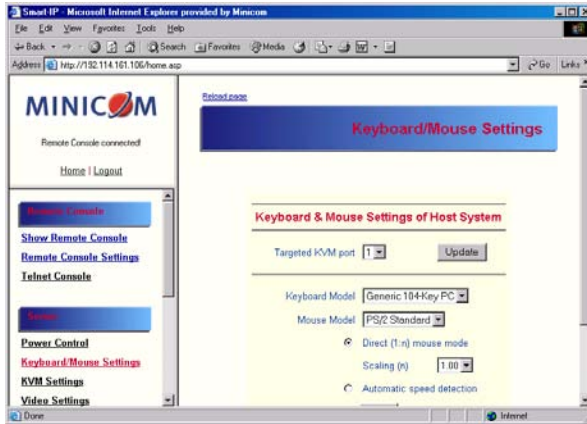 Smart-IP - Microsoft Internet Explorer provided by Minicom
File Edit View Favorites Tools Help
Back Search Favorites Media
Address http://192.114.161.106/home.asp Go Links
MINICOM
Remote Console connected!
Home | Logout
Remote Console
Show Remote Console
Remote Console Settings
Telnet Console
Server
Power Control
Keyboard/Mouse Settings
KVM Settings
Video Settings
Reload page
Keyboard/Mouse Settings
Keyboard & Mouse Settings of Host System
Targeted KVM port 1 Update
Keyboard Model Generic 104-Key PC
Mouse Model PS/2 Standard
Direct (1:n) mouse mode
Scaling (n) 1.00
Automatic speed detection
Done Internet